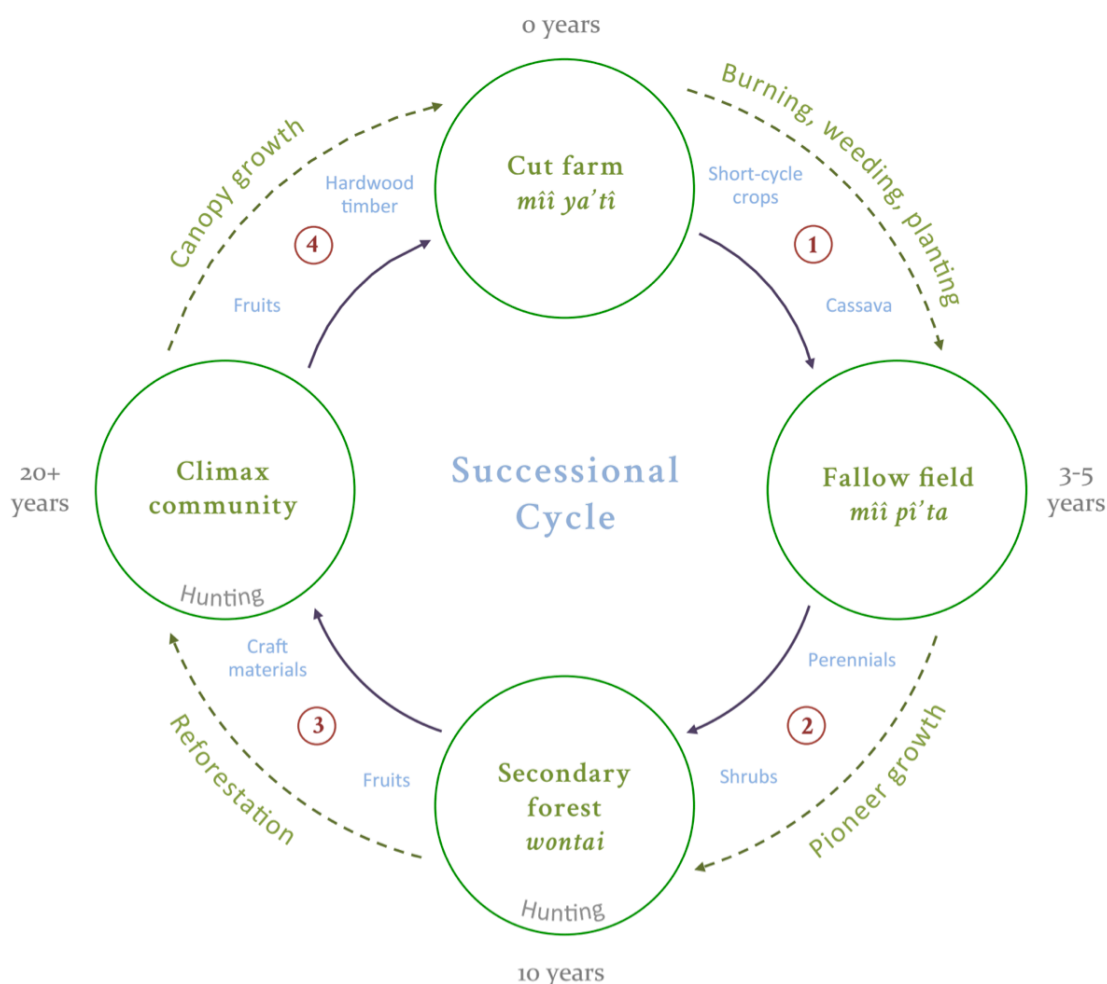 0 years
Burning, weeding, planting
Canopy growth
Cut farm
mîî ya’tî
Hardwood
timber
Short-cycle
crops
4
1
Fruits
Cassava
20+
years
Climax
community
Hunting
Successional
Cycle
Fallow field
mîî pî’ta
3-5
years
Craft
materials
Perennials
3
2
Reforestation
Fruits
Secondary
forest
wontai
Hunting
Shrubs
Pioneer growth
10 years